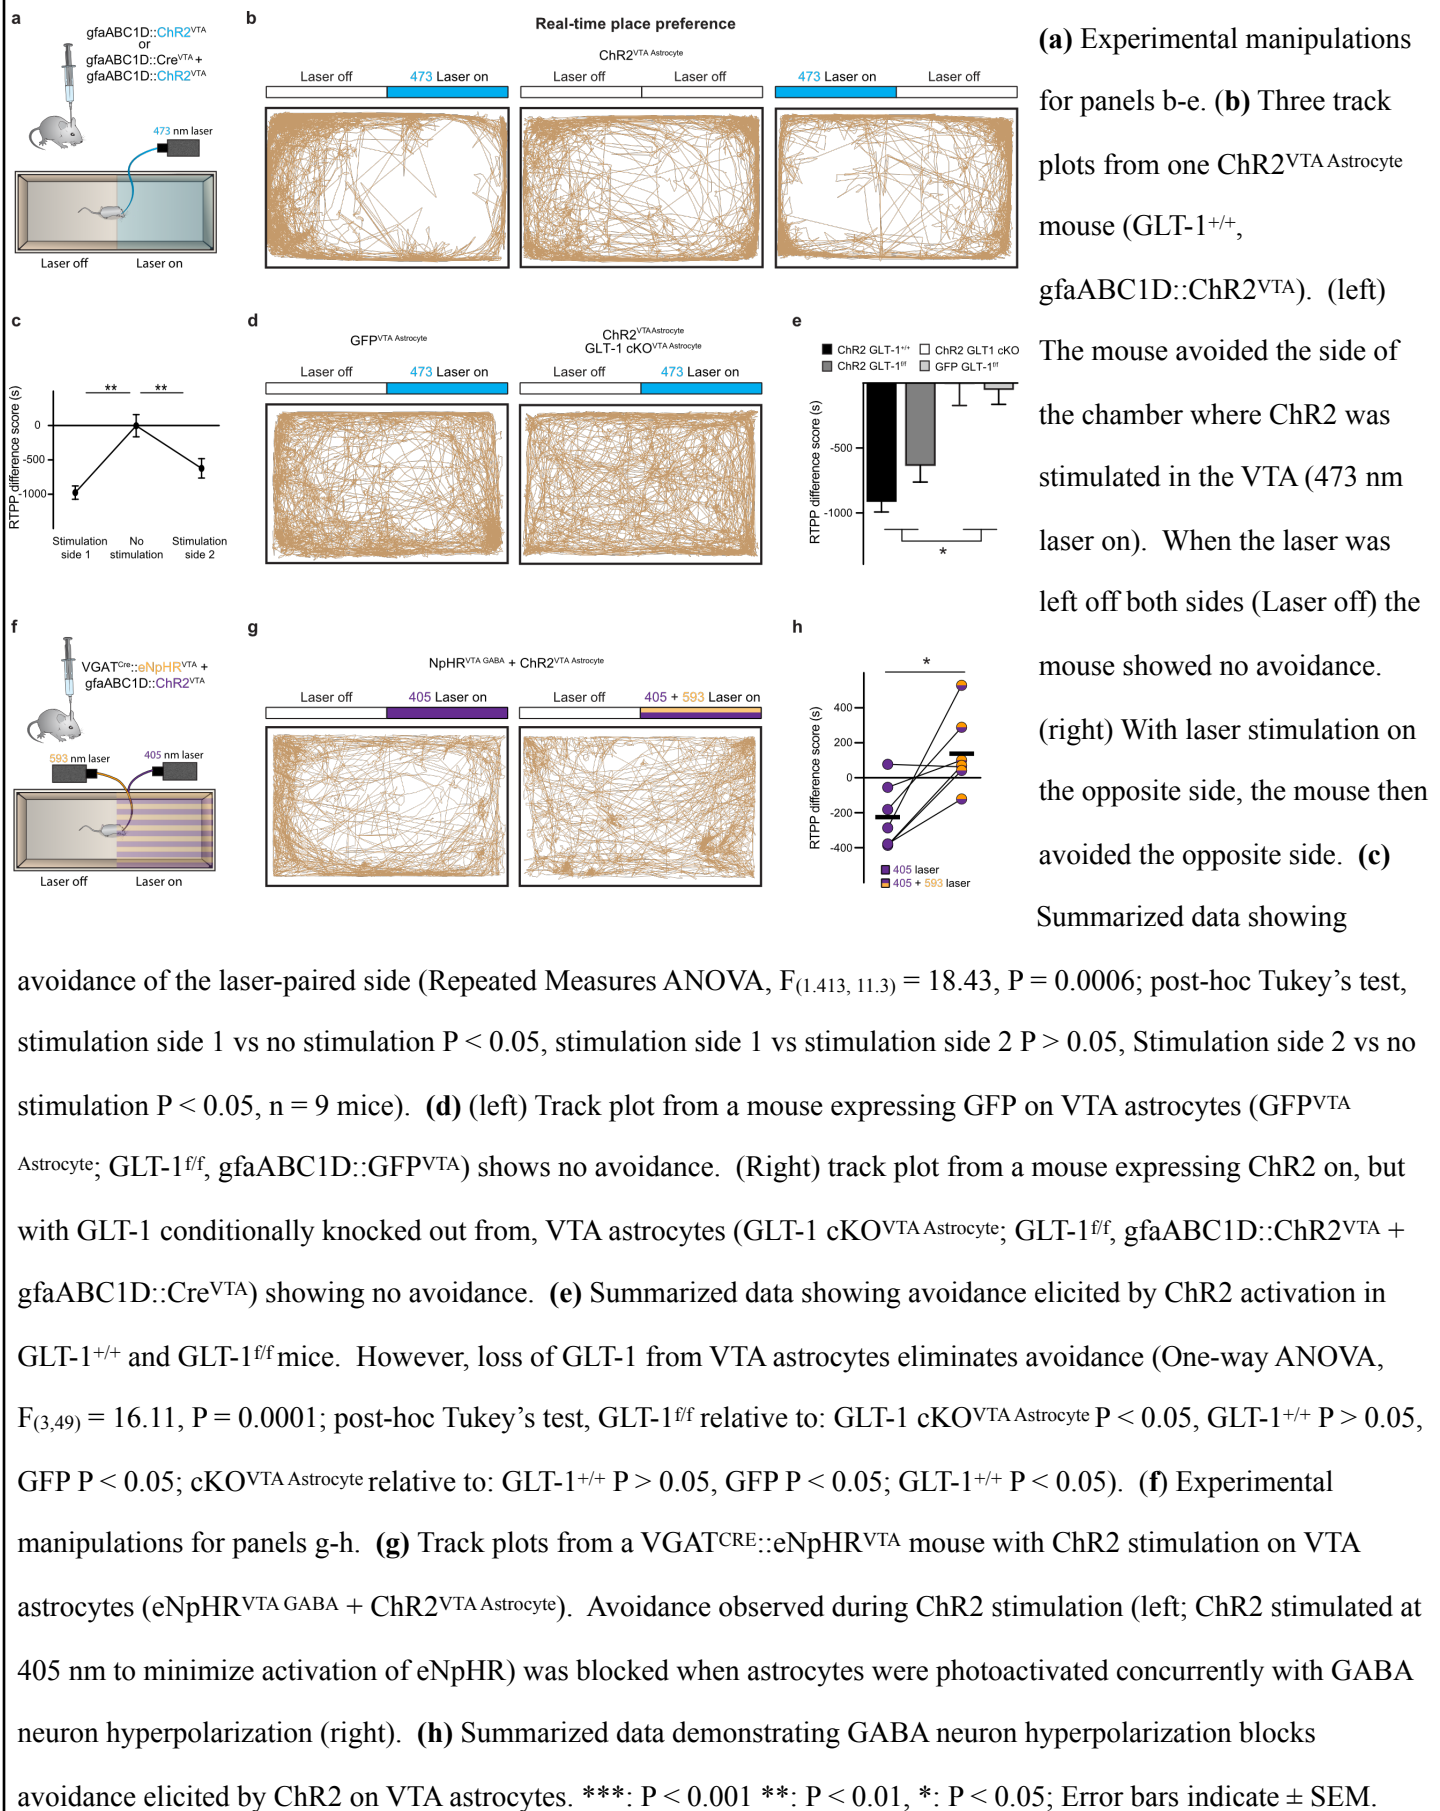 a
gfaABC1D::ChR2VTA
or
gfaABC1D::CreVTA +
gfaABC1D::ChR2VTA
473 nm laser
Laser off Laser on
b
Real-time place preference
ChR2VTA Astrocyte
Laser off 473 Laser on
Laser off Laser off
473 Laser on Laser off
c
RTPP difference score (s)
0
-500
-1000
** **
Stimulation side 1
No stimulation
Stimulation side 2
d
GFPVTA Astrocyte
Laser off 473 Laser on
ChR2VTA Astrocyte
GLT-1 cKOVTA Astrocyte
Laser off 473 Laser on
e
ChR2 GLT-1+/+ ChR2 GLT1 cKO
ChR2 GLT-1f/f GFP GLT-1f/f
RTPP difference score (s)
-500
-1000
*
f
VGATCre::eNpHRVTA +
gfaABC1D::ChR2VTA
593 nm laser 405 nm laser
Laser off Laser on
g
NpHRVTA GABA + ChR2VTA Astrocyte
Laser off 405 Laser on
Laser off 405 + 593 Laser on
h
*
RTPP difference score (s)
400
200
0
-200
-400
405 laser
405 + 593 laser
(a) Experimental manipulations
for panels b-e. (b) Three track
plots from one ChR2VTA Astrocyte
mouse (GLT-1+/+,
gfaABC1D::ChR2VTA). (left)
The mouse avoided the side of
the chamber where ChR2 was
stimulated in the VTA (473 nm
laser on). When the laser was
left off both sides (Laser off) the
mouse showed no avoidance.
(right) With laser stimulation on
the opposite side, the mouse then
avoided the opposite side. (c)
Summarized data showing
avoidance of the laser-paired side (Repeated Measures ANOVA, F(1.413, 11.3) = 18.43, P = 0.0006; post-hoc Tukey’s test,
stimulation side 1 vs no stimulation P < 0.05, stimulation side 1 vs stimulation side 2 P > 0.05, Stimulation side 2 vs no
stimulation P < 0.05, n = 9 mice). (d) (left) Track plot from a mouse expressing GFP on VTA astrocytes (GFPVTA
Astrocyte; GLT-1f/f, gfaABC1D::GFPVTA) shows no avoidance. (Right) track plot from a mouse expressing ChR2 on, but
with GLT-1 conditionally knocked out from, VTA astrocytes (GLT-1 cKOVTA Astrocyte; GLT-1f/f, gfaABC1D::ChR2VTA +
gfaABC1D::CreVTA) showing no avoidance. (e) Summarized data showing avoidance elicited by ChR2 activation in
GLT-1+/+ and GLT-1f/f mice. However, loss of GLT-1 from VTA astrocytes eliminates avoidance (One-way ANOVA,
F(3,49) = 16.11, P = 0.0001; post-hoc Tukey’s test, GLT-1f/f relative to: GLT-1 cKOVTA Astrocyte P < 0.05, GLT-1+/+ P > 0.05,
GFP P < 0.05; cKOVTA Astrocyte relative to: GLT-1+/+ P > 0.05, GFP P < 0.05; GLT-1+/+ P < 0.05). (f) Experimental
manipulations for panels g-h. (g) Track plots from a VGATCRE::eNpHRVTA mouse with ChR2 stimulation on VTA
astrocytes (eNpHRVTA GABA + ChR2VTA Astrocyte). Avoidance observed during ChR2 stimulation (left; ChR2 stimulated at
405 nm to minimize activation of eNpHR) was blocked when astrocytes were photoactivated concurrently with GABA
neuron hyperpolarization (right). (h) Summarized data demonstrating GABA neuron hyperpolarization blocks
avoidance elicited by ChR2 on VTA astrocytes. ***: P < 0.001 **: P < 0.01, *: P < 0.05; Error bars indicate ± SEM.